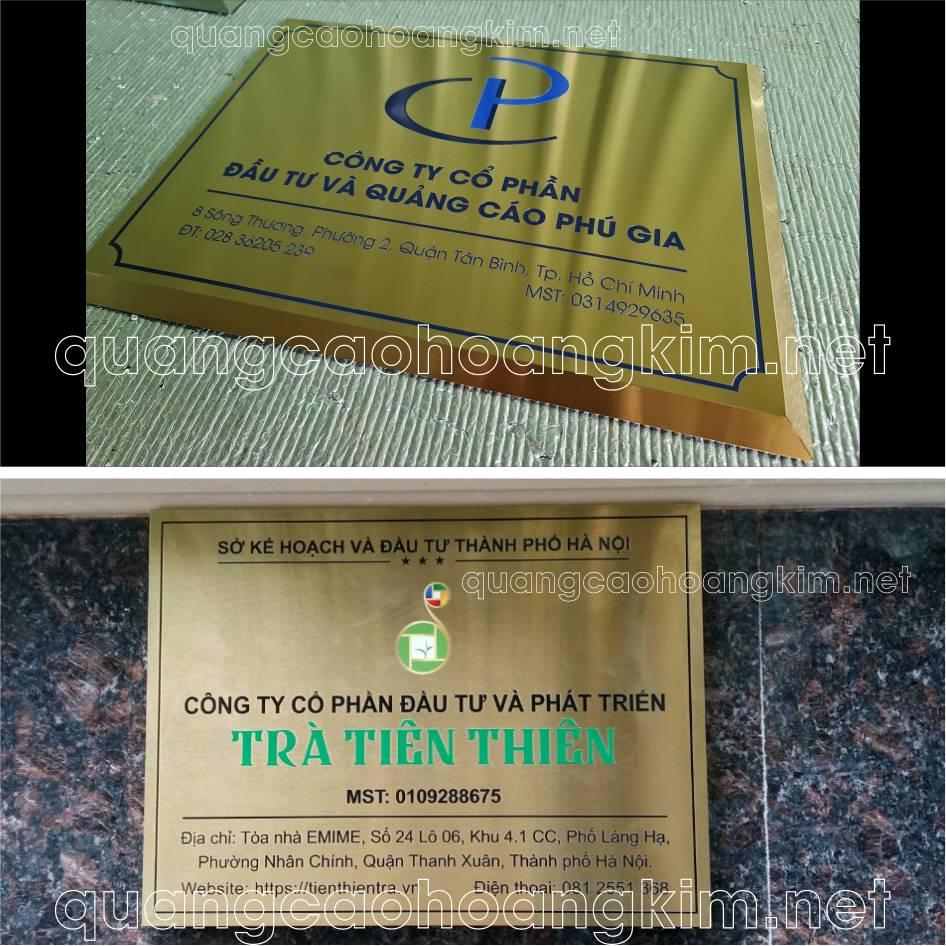 quangcaohoangkim.net
CÔNG TY CỔ PHẦN
ĐẦU TƯ VÀ QUẢNG CÁO PHÚ GIA
8 Sông Thương, Phường 2, Quận Tân Bình, Tp. Hồ Chí Minh
ĐT: 028 36205 239
MST: 0314929635
quangcaohoangkim.net
SỞ KẾ HOẠCH VÀ ĐẦU TƯ THÀNH PHỐ HÀ NỘI
quangcaohoangkim.net
CÔNG TY CỔ PHẦN ĐẦU TƯ VÀ PHÁT TRIỂN
TRÀ TIÊN THIÊN
MST: 0109288675
Địa chỉ: Tòa nhà EMIME, Số 24 Lô 06, Khu 4.1 CC, Phố Láng Hạ,
Phường Nhân Chính, Quận Thanh Xuân, Thành phố Hà Nội.
Website: https://tienthientra.vn Điện thoại: 081 2551 868
quangcaohoangkim.net